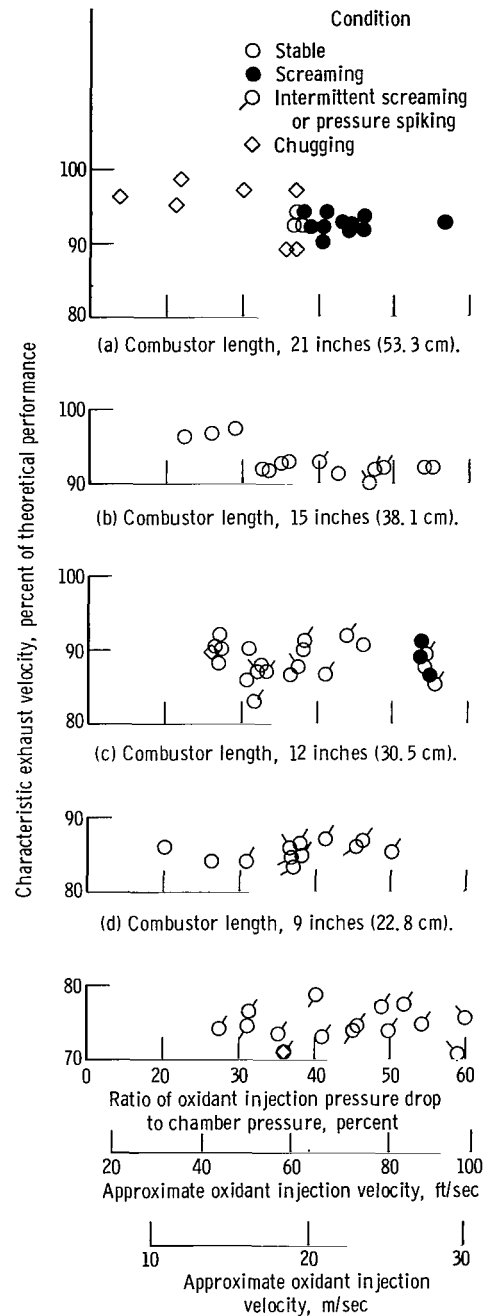 Condition
Stable
Screaming
Intermittent screaming
or pressure spiking
Chugging
100
90
80
(a) Combustor length, 21 inches (53.3 cm).
Characteristic exhaust velocity, percent of theoretical performance
100
90
(b) Combustor length, 15 inches (38.1 cm).
100
90
80
(c) Combustor length, 12 inches (30.5 cm).
90
80
(d) Combustor length, 9 inches (22.8 cm).
80
70
0 10 20 30 40 50 60
Ratio of oxidant injection pressure drop
to chamber pressure, percent
20 40 60 80 100
Approximate oxidant injection velocity, ft/sec
10 20 30
Approximate oxidant injection
velocity, m/sec